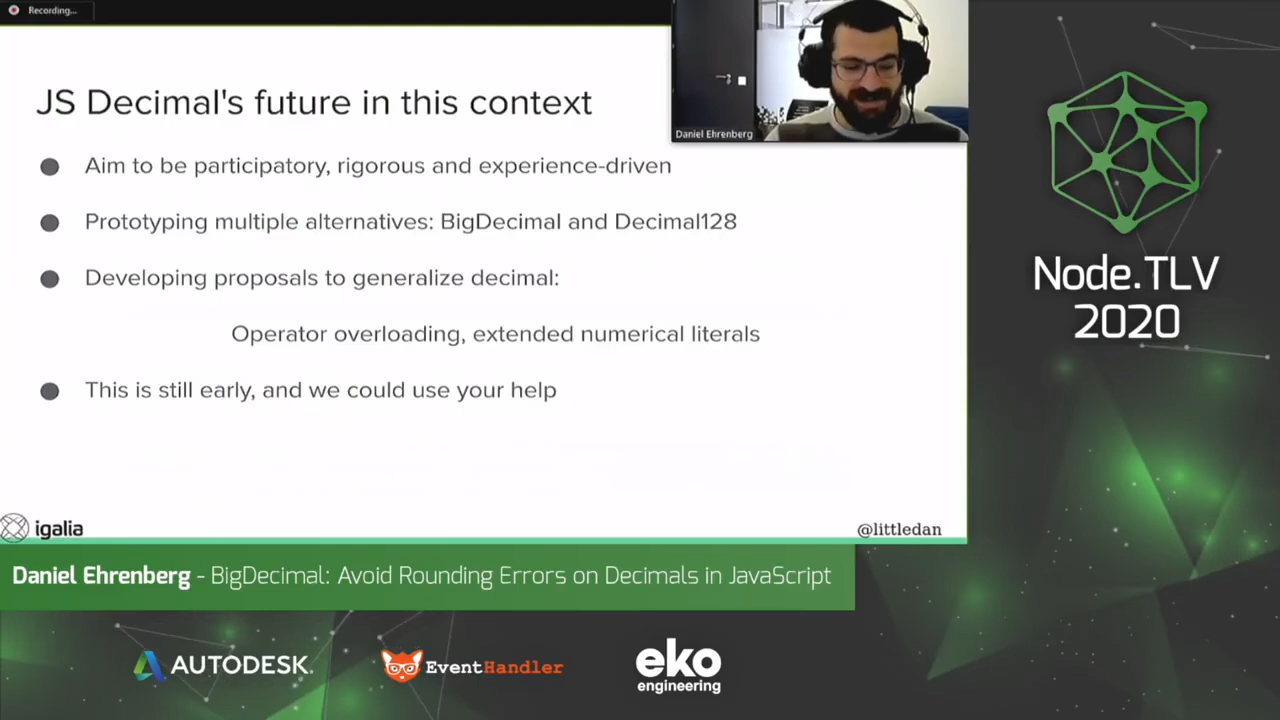 Recording...
JS Decimal's future in this context
Daniel Ehrenberg
Aim to be participatory, rigorous and experience-driven
Prototyping multiple alternatives: BigDecimal and Decimal128
Developing proposals to generalize decimal:
Operator overloading, extended numerical literals
This is still early, and we could use your help
igalia
@littledan
Node.TLV
2020
Daniel Ehrenberg - BigDecimal: Avoid Rounding Errors on Decimals in JavaScript
AUTODESK.
EventHandler
eko
engineering